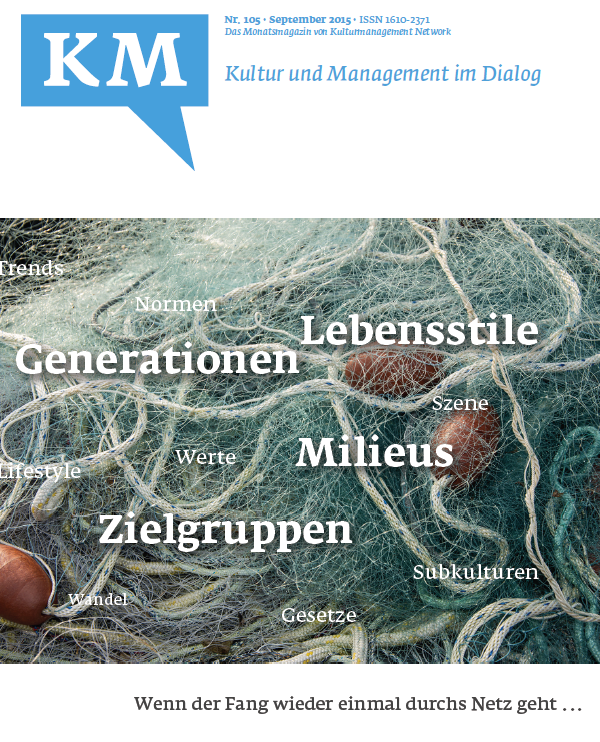 KM
Nr. 105 · September 2015 · ISSN 1610-2371
Das Monatsmagazin von Kulturmanagement Network
Kultur und Management im Dialog
Trends
Normen
Lebensstile
Generationen
Szene
Werte
Milieus
Lifestyle
Zielgruppen
Subkulturen
Wandel
Gesetze
Wenn der Fang wieder einmal durchs Netz geht …